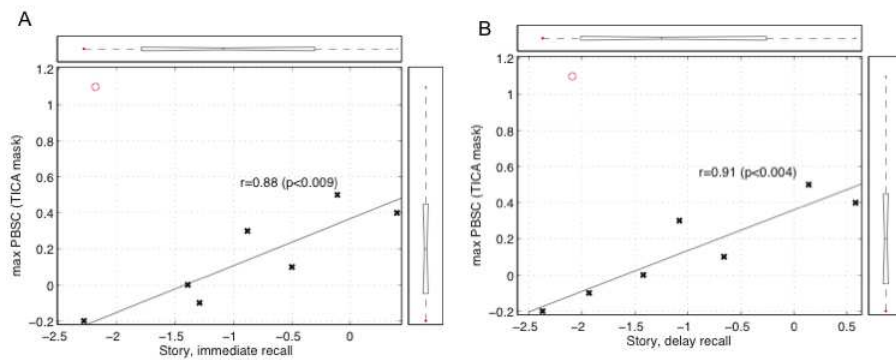 A
1.2
1
0.8
0.6
0.4
0.2
0
−0.2
max PBSC (TICA mask)
r=0.88 (p<0.009)
−2.5 −2 −1.5 −1 −0.5 0
Story, immediate recall
B
1.2
1
0.8
0.6
0.4
0.2
0
−0.2
max PBSC (TICA mask)
r=0.91 (p<0.004)
−2.5 −2 −1.5 −1 −0.5 0 0.5
Story, delay recall